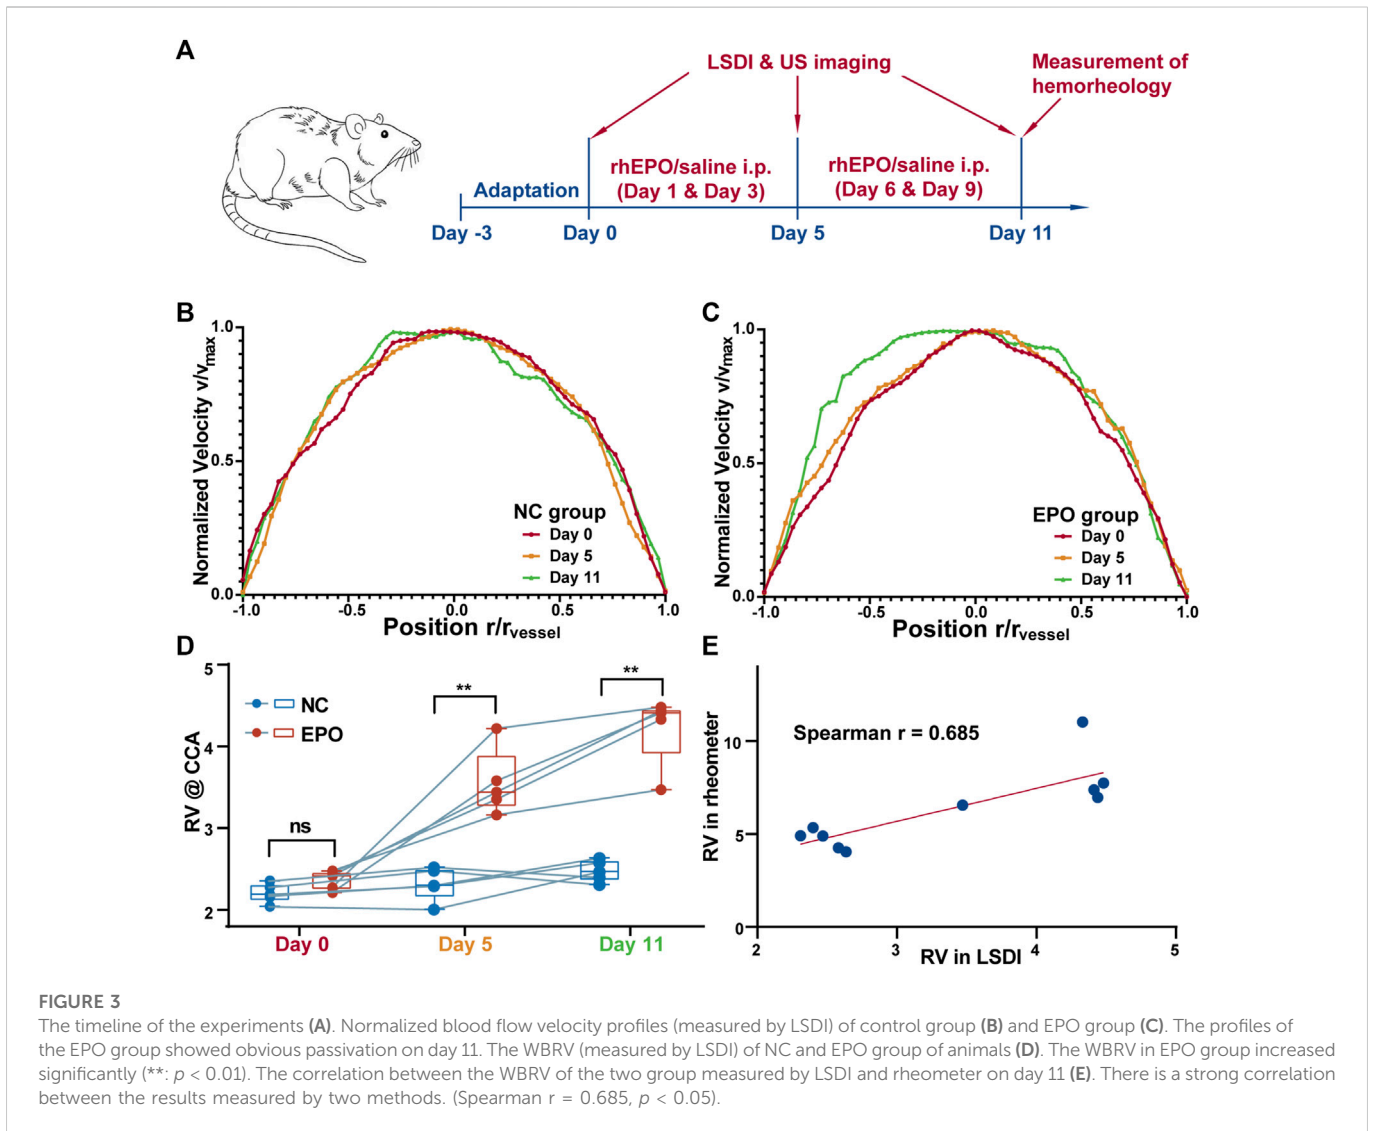 A
LSDI & US imaging
Measurement of
hemorheology
rhEPO/saline i.p.
(Day 1 & Day 3)
rhEPO/saline i.p.
(Day 6 & Day 9)
Adaptation
Day -3
Day 0
Day 5
Day 11
B
Normalized Velocity v/vmax
1.0
0.5
0.0
-1.0
-0.5
0.0
0.5
1.0
Position r/rvessel
NC group
Day 0
Day 5
Day 11
C
Normalized Velocity v/vmax
1.0
0.5
0.0
-1.0
-0.5
0.0
0.5
1.0
Position r/rvessel
EPO group
Day 0
Day 5
Day 11
D
RV @ CCA
5
4
3
2
NC
EPO
ns
**
**
Day 0
Day 5
Day 11
E
RV in rheometer
10
5
0
Spearman r = 0.685
2
3
4
5
RV in LSDI
FIGURE 3
The timeline of the experiments (A). Normalized blood flow velocity profiles (measured by LSDI) of control group (B) and EPO group (C). The profiles of
the EPO group showed obvious passivation on day 11. The WBRV (measured by LSDI) of NC and EPO group of animals (D). The WBRV in EPO group increased
significantly (**: p < 0.01). The correlation between the WBRV of the two group measured by LSDI and rheometer on day 11 (E). There is a strong correlation
between the results measured by two methods. (Spearman r = 0.685, p < 0.05).